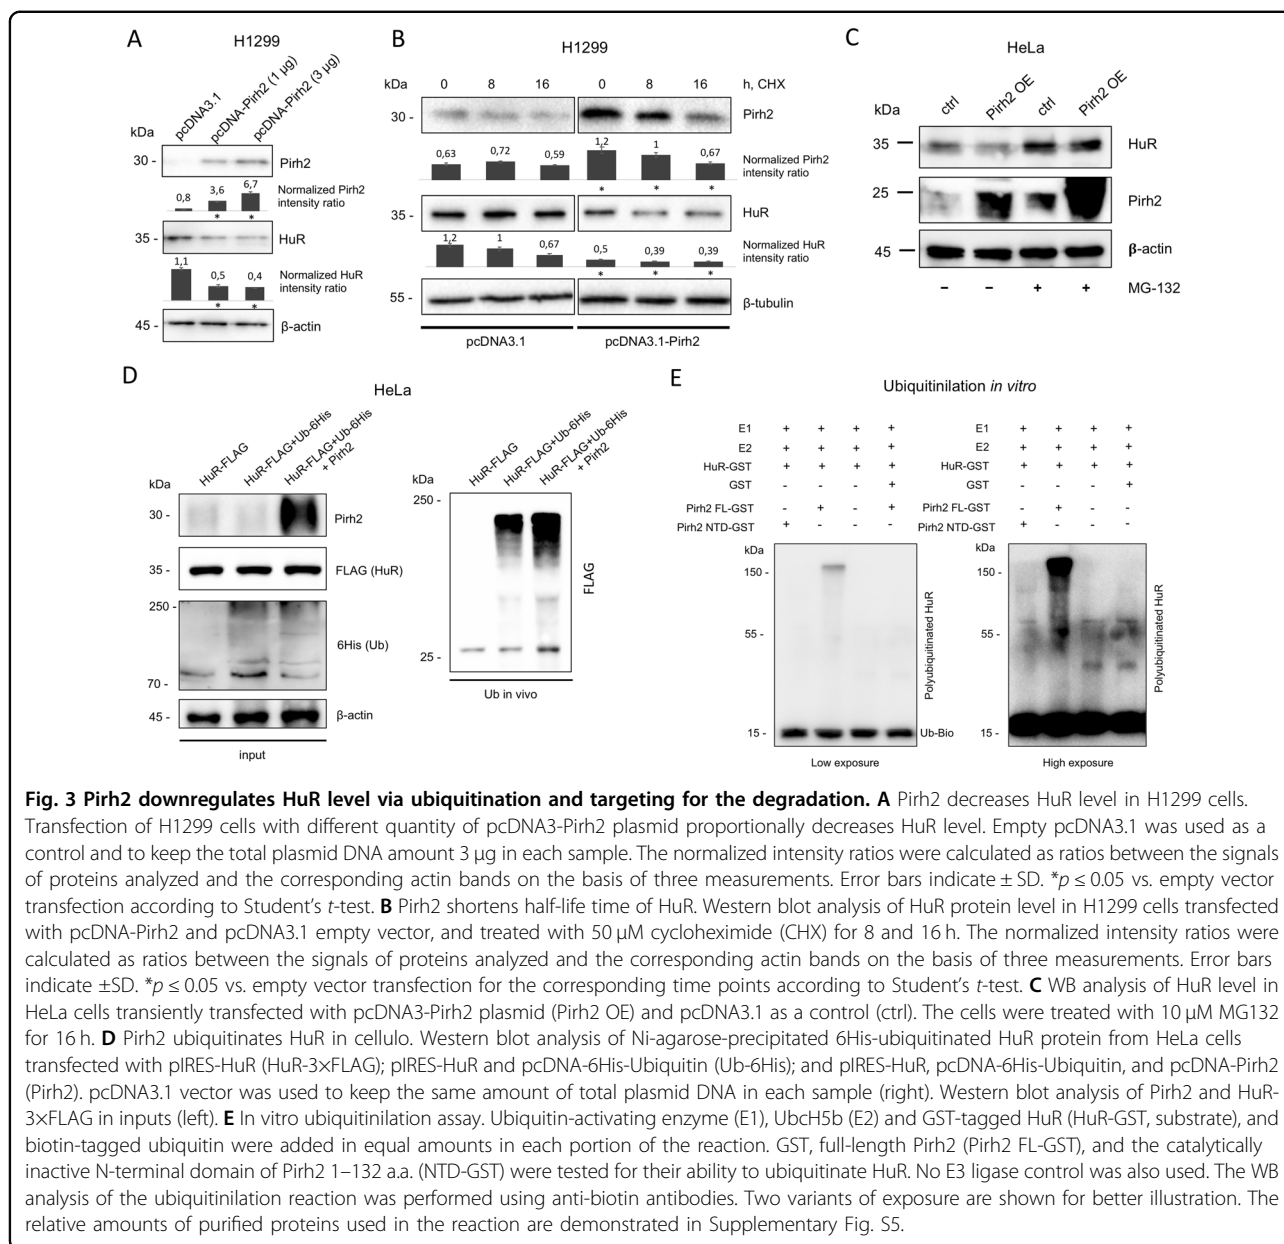 A
H1299
pcDNA3.1
pcDNA-Pirh2 (1 µg)
pcDNA-Pirh2 (3 µg)
kDa
30 -
Pirh2
0,8
3,6
6,7
Normalized Pirh2
intensity ratio
* *
35 -
HuR
1,1
0,5
0,4
Normalized HuR
intensity ratio
* *
45 -
β-actin
B
H1299
kDa
0 8 16 0 8 16 h, CHX
30 -
Pirh2
0,63 0,72 0,59 1,2 1 0,67
Normalized Pirh2
intensity ratio
* * *
35 -
HuR
1,2 1 0,67 0,5 0,39 0,39
Normalized HuR
intensity ratio
* * *
55 -
β-tubulin
pcDNA3.1 pcDNA3.1-Pirh2
C
HeLa
kDa
ctrl Pirh2 OE ctrl Pirh2 OE
35
HuR
25
Pirh2
45
β-actin
– – + + MG-132
D
HeLa
HuR-FLAG
HuR-FLAG+Ub-6His
HuR-FLAG+Ub-6His
+ Pirh2
kDa
30 -
Pirh2
35 -
FLAG (HuR)
250 -
6His (Ub)
70 -
45 -
β-actin
input
HuR-FLAG
HuR-FLAG+Ub-6His
HuR-FLAG+Ub-6His
+ Pirh2
kDa
250 -
FLAG
25 -
Ub in vivo
E
Ubiquitinilation in vitro
E1 + + + +
E2 + + + +
HuR-GST + + + +
GST - - - +
Pirh2 FL-GST - + - +
Pirh2 NTD-GST + - - -
kDa
150 -
55 -
15 -
Polyubiquitinated HuR
Ub-Bio
Low exposure
E1 + + + +
E2 + + + +
HuR-GST + + + +
GST - - - +
Pirh2 FL-GST - + - -
Pirh2 NTD-GST + - - -
kDa
150 -
55 -
15 -
Polyubiquitinated HuR
High exposure
Fig. 3 Pirh2 downregulates HuR level via ubiquitination and targeting for the degradation. A Pirh2 decreases HuR level in H1299 cells.
Transfection of H1299 cells with different quantity of pcDNA3-Pirh2 plasmid proportionally decreases HuR level. Empty pcDNA3.1 was used as a
control and to keep the total plasmid DNA amount 3 µg in each sample. The normalized intensity ratios were calculated as ratios between the signals
of proteins analyzed and the corresponding actin bands on the basis of three measurements. Error bars indicate ± SD. *p ≤ 0.05 vs. empty vector
transfection according to Student's t-test. B Pirh2 shortens half-life time of HuR. Western blot analysis of HuR protein level in H1299 cells transfected
with pcDNA-Pirh2 and pcDNA3.1 empty vector, and treated with 50 µM cycloheximide (CHX) for 8 and 16 h. The normalized intensity ratios were
calculated as ratios between the signals of proteins analyzed and the corresponding actin bands on the basis of three measurements. Error bars
indicate ±SD. *p ≤ 0.05 vs. empty vector transfection for the corresponding time points according to Student's t-test. C WB analysis of HuR level in
HeLa cells transiently transfected with pcDNA3-Pirh2 plasmid (Pirh2 OE) and pcDNA3.1 as a control (ctrl). The cells were treated with 10 µM MG132
for 16 h. D Pirh2 ubiquitinates HuR in cellulo. Western blot analysis of Ni-agarose-precipitated 6His-ubiquitinated HuR protein from HeLa cells
transfected with pIRES-HuR (HuR-3×FLAG); pIRES-HuR and pcDNA-6His-Ubiquitin (Ub-6His); and pIRES-HuR, pcDNA-6His-Ubiquitin, and pcDNA-Pirh2
(Pirh2). pcDNA3.1 vector was used to keep the same amount of total plasmid DNA in each sample (right). Western blot analysis of Pirh2 and HuR-
3×FLAG in inputs (left). E In vitro ubiquitinilation assay. Ubiquitin-activating enzyme (E1), UbcH5b (E2) and GST-tagged HuR (HuR-GST, substrate), and
biotin-tagged ubiquitin were added in equal amounts in each portion of the reaction. GST, full-length Pirh2 (Pirh2 FL-GST), and the catalytically
inactive N-terminal domain of Pirh2 1–132 a.a. (NTD-GST) were tested for their ability to ubiquitinate HuR. No E3 ligase control was also used. The WB
analysis of the ubiquitinilation reaction was performed using anti-biotin antibodies. Two variants of exposure are shown for better illustration. The
relative amounts of purified proteins used in the reaction are demonstrated in Supplementary Fig. S5.